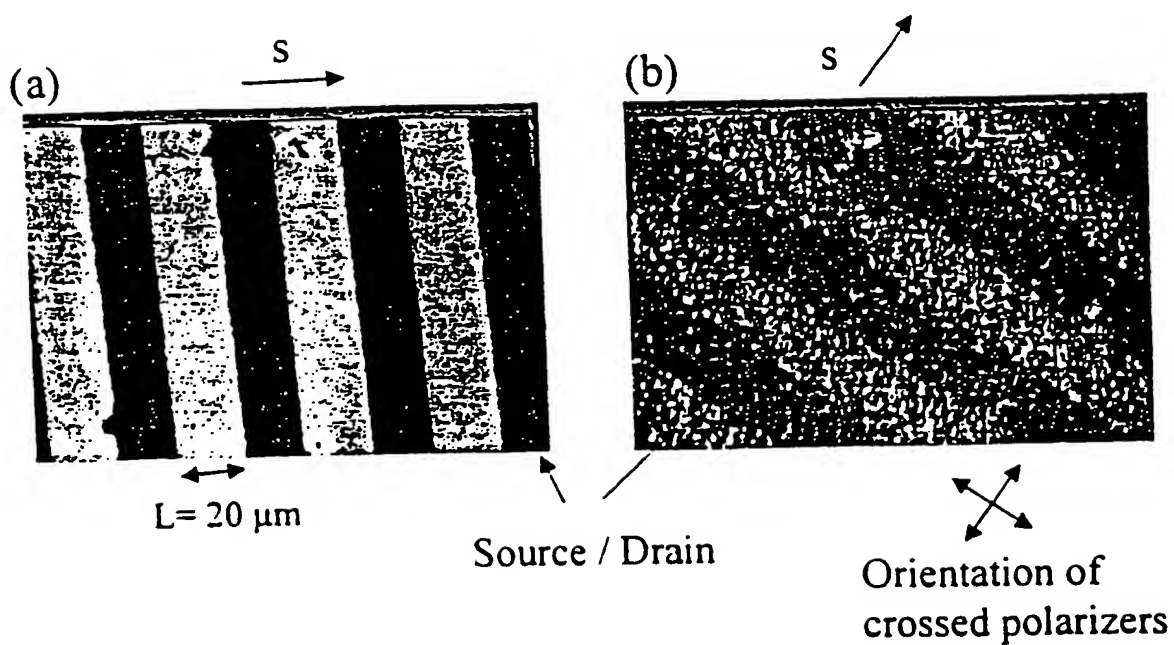 S
(a)
S
(b)
L= 20 μm
Source / Drain
Orientation of
crossed polarizers